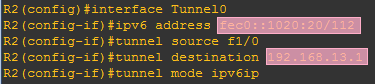 R2(config)#interface Tunnel0
R2(config-if)#ipv6 address fec0::1020:20/112
R2(config-if)#tunnel source f1/0
R2(config-if)#tunnel destination 192.168.13.1
R2(config-if)#tunnel mode ipv6ip